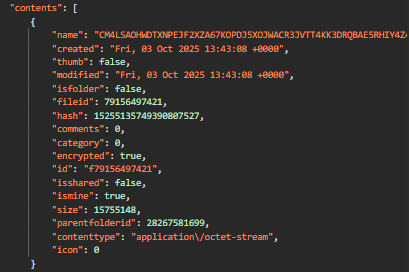 "contents": [
{
"name": "CM4LSAOHWDTXNPEJF2XZA67KOPDJ5XOJWACR3JVTT4KK3DRQBAE5RHIY4Z
"created": "Fri, 03 Oct 2025 13:43:08 +0000",
"thumb": false,
"modified": "Fri, 03 Oct 2025 13:43:08 +0000",
"isfolder": false,
"fileid": 79156497421,
"hash": 15255135749390807527,
"comments": 0,
"category": 0,
"encrypted": true,
"id": "f79156497421",
"isshared": false,
"ismine": true,
"size": 15755148,
"parentfolderid": 28267581699,
"contenttype": "application\/octet-stream",
"icon": 0
}